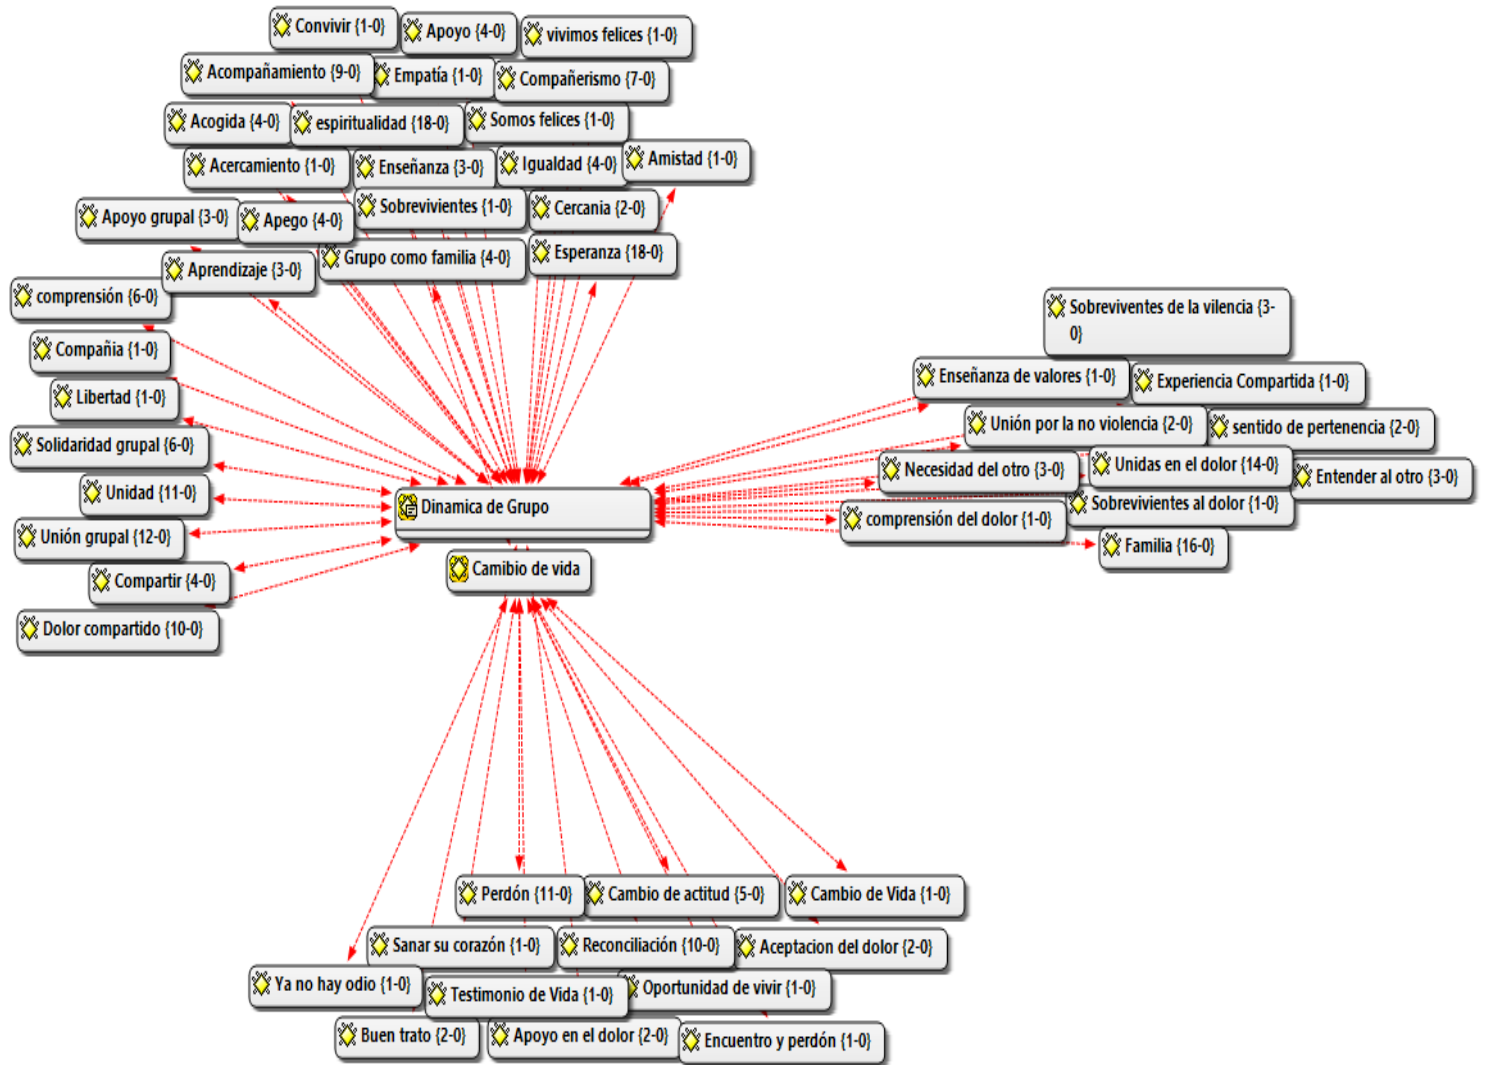 Convivir {1-0}
Apoyo {4-0}
vivimos felices {1-0}
Acompañamiento {9-0}
Empatía {1-0}
Compañerismo {7-0}
Acogida {4-0}
espiritualidad {18-0}
Somos felices {1-0}
Acercamiento {1-0}
Enseñanza {3-0}
Igualdad {4-0}
Amistad {1-0}
Apoyo grupal {3-0}
Apego {4-0}
Sobrevivientes {1-0}
Cercania {2-0}
Aprendizaje {3-0}
Grupo como familia {4-0}
Esperanza {18-0}
comprensión {6-0}
Compañia {1-0}
Libertad {1-0}
Solidaridad grupal {6-0}
Unidad {11-0}
Unión grupal {12-0}
Compartir {4-0}
Dolor compartido {10-0}
Dinamica de Grupo
Camibio de vida
Sobreviventes de la vilencia {3-
0}
Enseñanza de valores {1-0}
Experiencia Compartida {1-0}
Unión por la no violencia {2-0}
sentido de pertenencia {2-0}
Necesidad del otro {3-0}
Unidas en el dolor {14-0}
Entender al otro {3-0}
comprensión del dolor {1-0}
Sobrevivientes al dolor {1-0}
Familia {16-0}
Perdón {11-0}
Cambio de actitud {5-0}
Cambio de Vida {1-0}
Sanar su corazón {1-0}
Reconciliación {10-0}
Aceptacion del dolor {2-0}
Ya no hay odio {1-0}
Testimonio de Vida {1-0}
Oportunidad de vivir {1-0}
Buen trato {2-0}
Apoyo en el dolor {2-0}
Encuentro y perdón {1-0}